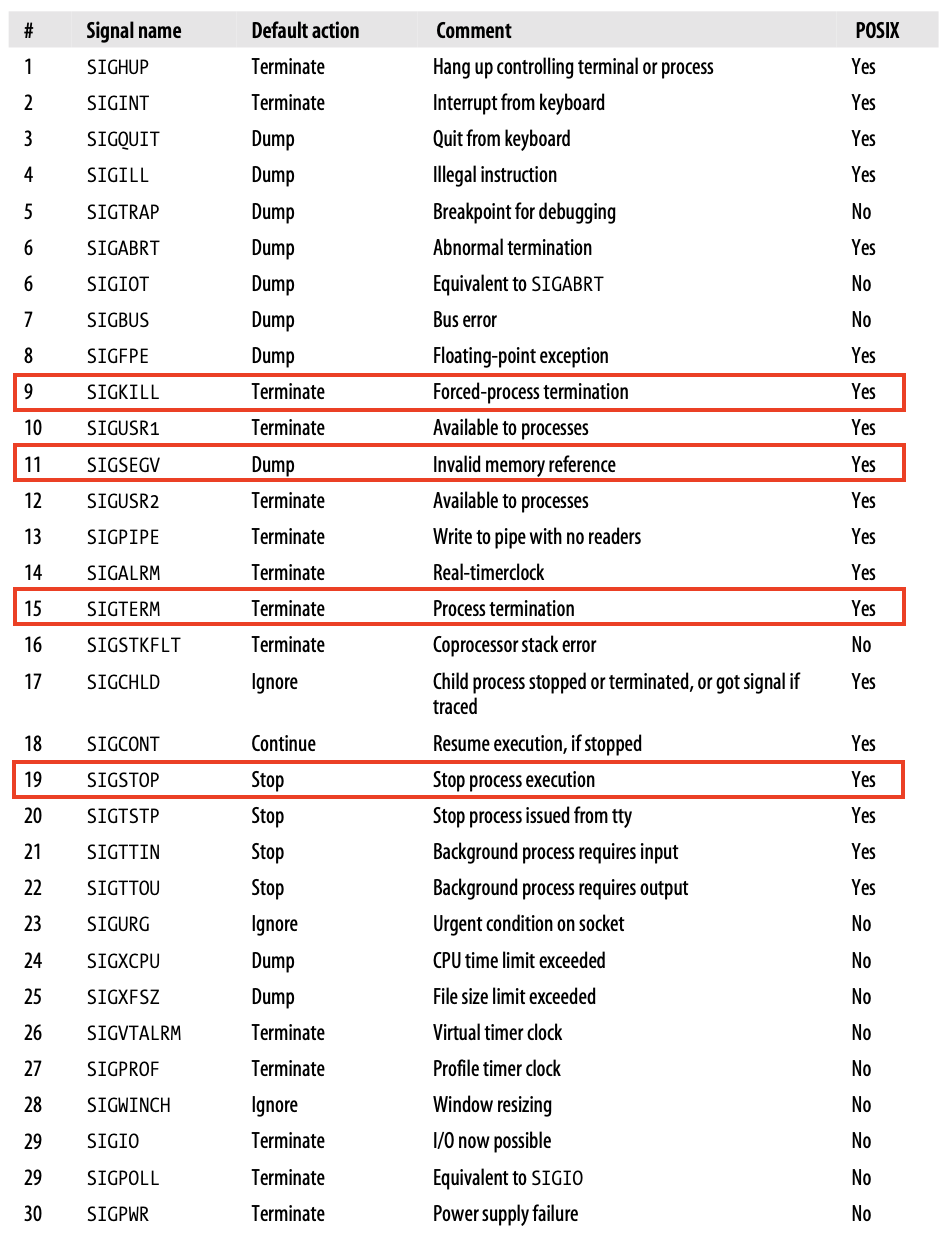 # Signal name Default action Comment POSIX
1 SIGHUP Terminate Hang up controlling terminal or process Yes
2 SIGINT Terminate Interrupt from keyboard Yes
3 SIGQUIT Dump Quit from keyboard Yes
4 SIGILL Dump Illegal instruction Yes
5 SIGTRAP Dump Breakpoint for debugging No
6 SIGABRT Dump Abnormal termination Yes
6 SIGIOT Dump Equivalent to SIGABRT No
7 SIGBUS Dump Bus error No
8 SIGFPE Dump Floating-point exception Yes
9 SIGKILL Terminate Forced-process termination Yes
10 SIGUSR1 Terminate Available to processes Yes
11 SIGSEGV Dump Invalid memory reference Yes
12 SIGUSR2 Terminate Available to processes Yes
13 SIGPIPE Terminate Write to pipe with no readers Yes
14 SIGALRM Terminate Real-timerclock Yes
15 SIGTERM Terminate Process termination Yes
16 SIGSTKFLT Terminate Coprocessor stack error No
17 SIGCHLD Ignore Child process stopped or terminated, or got signal if Yes
traced
18 SIGCONT Continue Resume execution, if stopped Yes
19 SIGSTOP Stop Stop process execution Yes
20 SIGTSTP Stop Stop process issued from tty Yes
21 SIGTTIN Stop Background process requires input Yes
22 SIGTTOU Stop Background process requires output Yes
23 SIGURG Ignore Urgent condition on socket No
24 SIGXCPU Dump CPU time limit exceeded No
25 SIGXFSZ Dump File size limit exceeded No
26 SIGVTALRM Terminate Virtual timer clock No
27 SIGPROF Terminate Profile timer clock No
28 SIGWINCH Ignore Window resizing No
29 SIGIO Terminate I/O now possible No
29 SIGPOLL Terminate Equivalent to SIGIO No
30 SIGPWR Terminate Power supply failure No